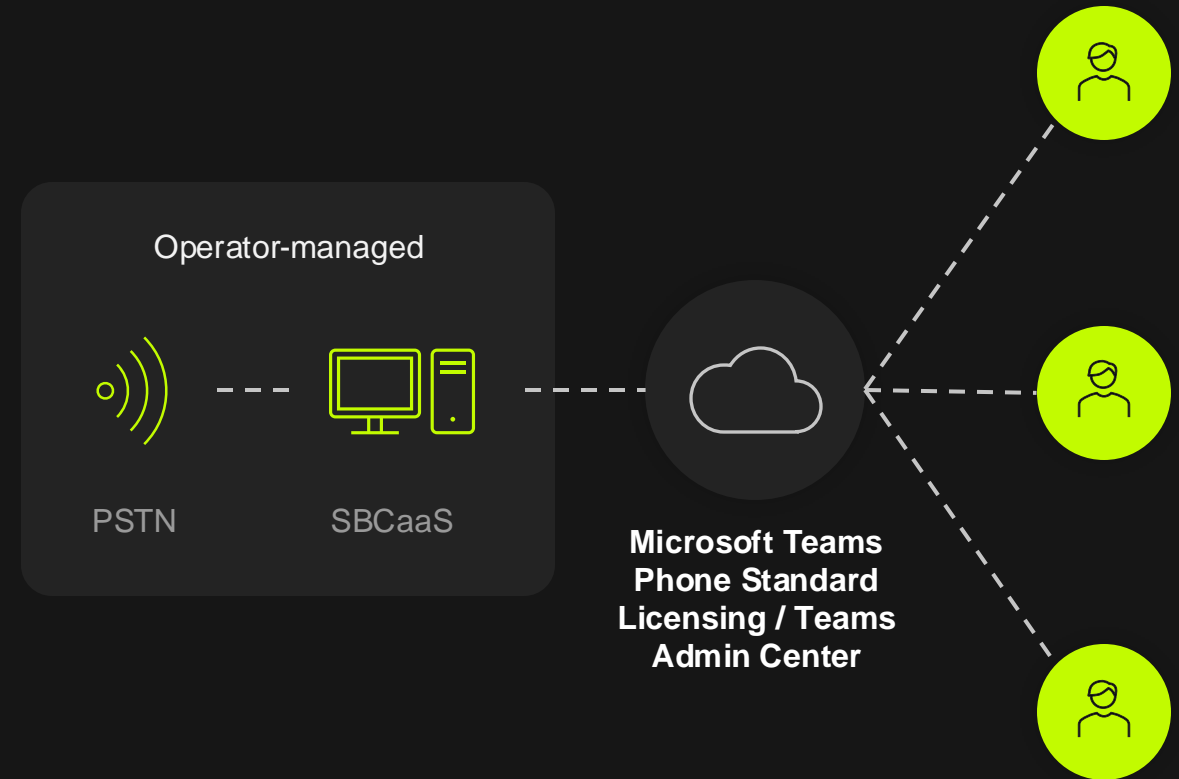 Operator-managed
PSTN
SBCaaS
Microsoft Teams
Phone Standard
Licensing / Teams
Admin Center